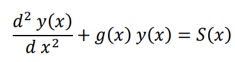 d² y(x) / d x² + g(x) y(x) = S(x)